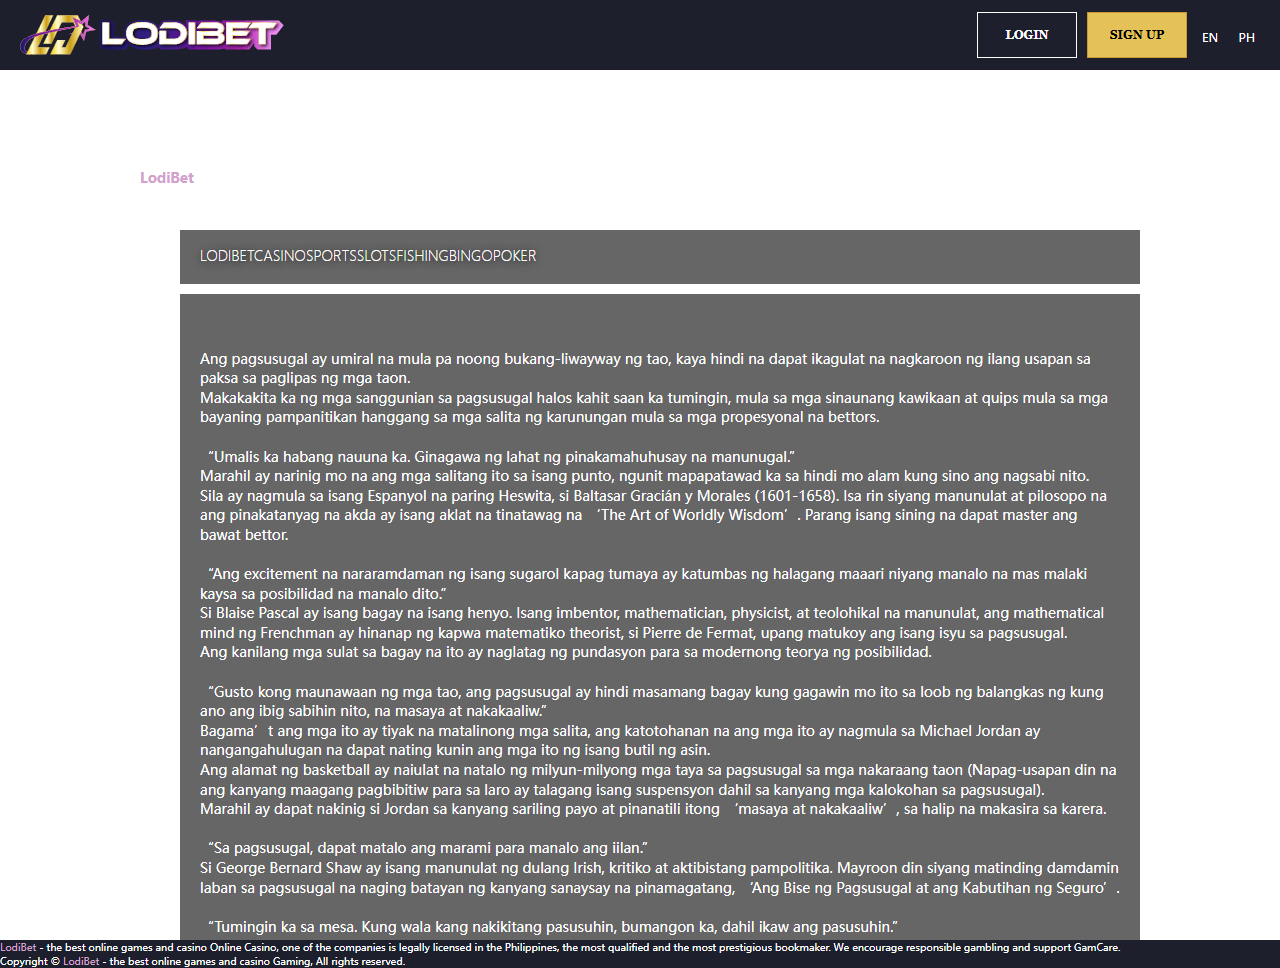 LODIBET
LOGIN
SIGN UP
EN
PH
LodiBet
LODIBETCASINOSPORTSSLOTSFISHINGBINGOPOKER
Ang pagsusugal ay umiral na mula pa noong bukang-liwayway ng tao, kaya hindi na dapat ikagulat na nagkaroon ng ilang usapan sa
paksa sa paglipas ng mga taon.
Makakakita ka ng mga sanggunian sa pagsusugal halos kahit saan ka tumingin, mula sa mga sinaunang kawikaan at quips mula sa mga
bayaning pampanitikan hanggang sa mga salita ng karunungan mula sa mga propesyonal na bettors.
“Umalis ka habang nauuna ka. Ginagawa ng lahat ng pinakamahuhusay na manunugal.”
Marahil ay narinig mo na ang mga salitang ito sa isang punto, ngunit mapapatawad ka sa hindi mo alam kung sino ang nagsabi nito.
Sila ay nagmula sa isang Espanyol na paring Heswita, si Baltasar Gracián y Morales (1601-1658). Isa rin siyang manunulat at pilosopo na
ang pinakatanyag na akda ay isang aklat na tinatawag na ‘The Art of Worldly Wisdom’. Parang isang sining na dapat master ang
bawat bettor.
“Ang excitement na nararamdaman ng isang sugarol kapag tumaya ay katumbas ng halagang maaari niyang manalo na mas malaki
kaysa sa posibilidad na manalo dito.”
Si Blaise Pascal ay isang bagay na isang henyo. Isang imbentor, mathematician, physicist, at teolohikal na manunulat, ang mathematical
mind ng Frenchman ay hinanap ng kapwa matematiko theorist, si Pierre de Fermat, upang matukoy ang isang isyu sa pagsusugal.
Ang kanilang mga sulat sa bagay na ito ay naglatag ng pundasyon para sa modernong teorya ng posibilidad.
“Gusto kong maunawaan ng mga tao, ang pagsusugal ay hindi masamang bagay kung gagawin mo ito sa loob ng balangkas ng kung
ano ang ibig sabihin nito, na masaya at nakakaaliw.”
Bagama’t ang mga ito ay tiyak na matalinong mga salita, ang katotohanan na ang mga ito ay nagmula sa Michael Jordan ay
nangangahulugan na dapat nating kunin ang mga ito ng isang butil ng asin.
Ang alamat ng basketball ay naiulat na natalo ng milyun-milyong mga taya sa pagsusugal sa mga nakaraang taon (Napag-usapan din na
ang kanyang maagang pagbibitiw para sa laro ay talagang isang suspensyon dahil sa kanyang mga kalokohan sa pagsusugal).
Marahil ay dapat nakinig si Jordan sa kanyang sariling payo at pinanatili itong ‘masaya at nakakaaliw’, sa halip na makasira sa karera.
“Sa pagsusugal, dapat matalo ang marami para manalo ang iilan.”
Si George Bernard Shaw ay isang manunulat ng dulang Irish, kritiko at aktibistang pampolitika. Mayroon din siyang matinding damdamin
laban sa pagsusugal na naging batayan ng kanyang sanaysay na pinamagatang, ‘Ang Bise ng Pagsusugal at ang Kabutihan ng Seguro’.
“Tumingin ka sa mesa. Kung wala kang nakikitang pasusuhin, bumangon ka, dahil ikaw ang pasusuhin.”
LodiBet - the best online games and casino Online Casino, one of the companies is legally licensed in the Philippines, the most qualified and the most prestigious bookmaker. We encourage responsible gambling and support GamCare.
Copyright © LodiBet - the best online games and casino Gaming, All rights reserved.